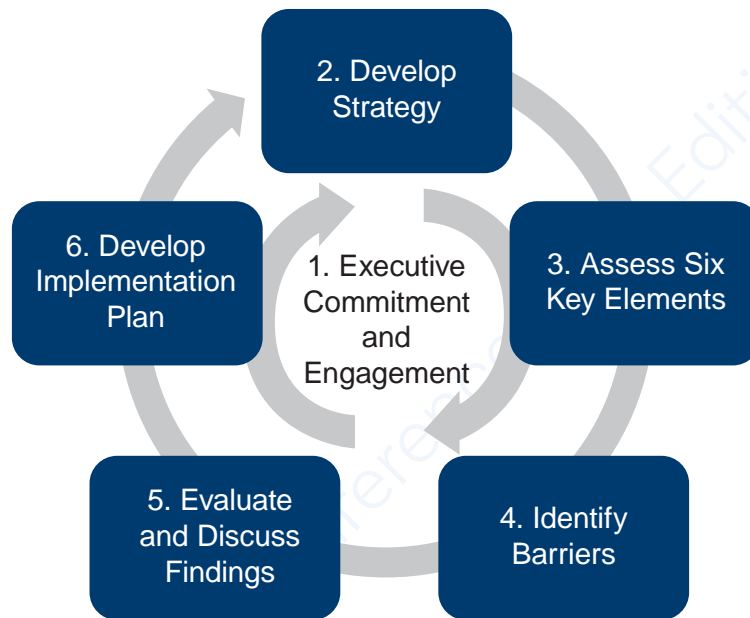 2. Develop
Strategy
6. Develop
Implementation
Plan
1. Executive
Commitment
and
Engagement
3. Assess Six
Key Elements
5. Evaluate
and Discuss
Findings
4. Identify
Barriers